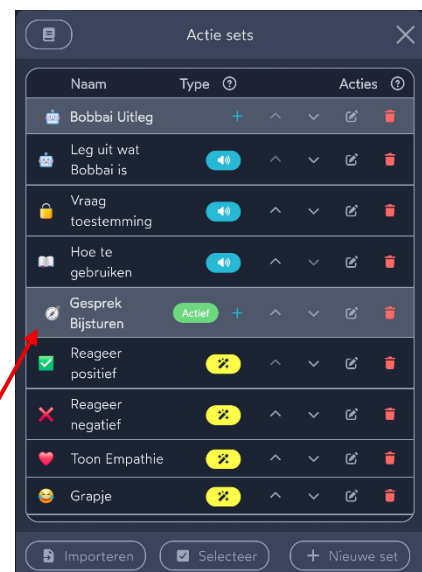 Actie sets
Naam Type Acties
Bobbai Uitleg
Leg uit wat
Bobbai is
Vraag
toestemming
Hoe te
gebruiken
Gesprek
Bijsturen
Actief
Reageer
positief
Reageer
negatief
Toon Empathie
Grapje
Importeren Selecteer + Nieuwe set